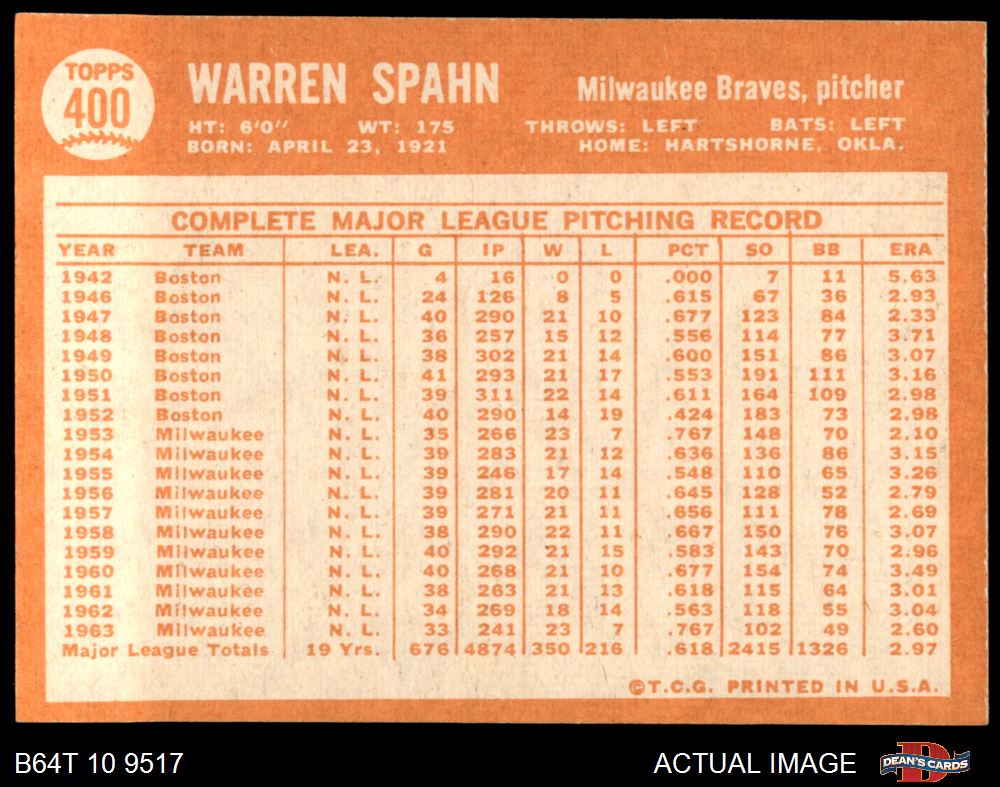 TOPPS
400
WARREN SPAHN
Milwaukee Braves, pitcher
HT: 6'0" WT: 175 THROWS: LEFT BATS: LEFT
BORN: APRIL 23, 1921 HOME: HARTSHORNE, OKLA.
COMPLETE MAJOR LEAGUE PITCHING RECORD
YEAR TEAM LEA. G IP W L PCT SO BB ERA
1942 Boston N. L. 4 16 0 0 .000 7 11 5.63
1946 Boston N. L. 24 126 8 5 .615 67 36 2.93
1947 Boston N. L. 40 290 21 10 .677 123 84 2.33
1948 Boston N. L. 36 257 15 12 .556 114 77 3.71
1949 Boston N. L. 38 302 21 14 .600 151 86 3.07
1950 Boston N. L. 41 293 21 17 .553 191 111 3.16
1951 Boston N. L. 39 311 22 14 .611 164 109 2.98
1952 Boston N. L. 40 290 14 19 .424 183 73 2.98
1953 Milwaukee N. L. 35 266 23 7 .767 148 70 2.10
1954 Milwaukee N. L. 39 283 21 12 .636 136 86 3.15
1955 Milwaukee N. L. 39 246 17 14 .548 110 65 3.26
1956 Milwaukee N. L. 39 281 20 11 .645 128 52 2.79
1957 Milwaukee N. L. 39 271 21 11 .656 111 78 2.69
1958 Milwaukee N. L. 38 290 22 11 .667 150 76 3.07
1959 Milwaukee N. L. 40 292 21 15 .583 143 70 2.96
1960 Milwaukee N. L. 40 268 21 10 .677 154 74 3.49
1961 Milwaukee N. L. 38 263 21 13 .618 115 64 3.01
1962 Milwaukee N. L. 34 269 18 14 .563 118 55 3.04
1963 Milwaukee N. L. 33 241 23 7 .767 102 49 2.60
Major League Totals 19 Yrs. 676 4874 350 216 .618 2415 1326 2.97
©T.C.G. PRINTED IN U.S.A.
B64T 10 9517 ACTUAL IMAGE DEAN'S CARDS